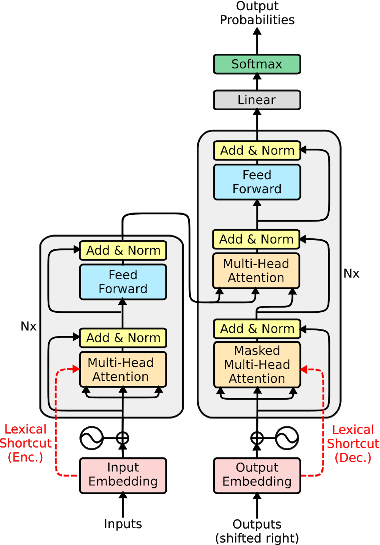 Output
Probabilities
Softmax
Linear
Add & Norm
Feed
Forward
Add & Norm
Multi-Head
Attention
Nx
Add & Norm
Masked
Multi-Head
Attention
Add & Norm
Feed
Forward
Nx
Add & Norm
Multi-Head
Attention
Lexical
Shortcut
(Enc.)
Lexical
Shortcut
(Dec.)
Input
Embedding
Output
Embedding
Inputs
Outputs
(shifted right)